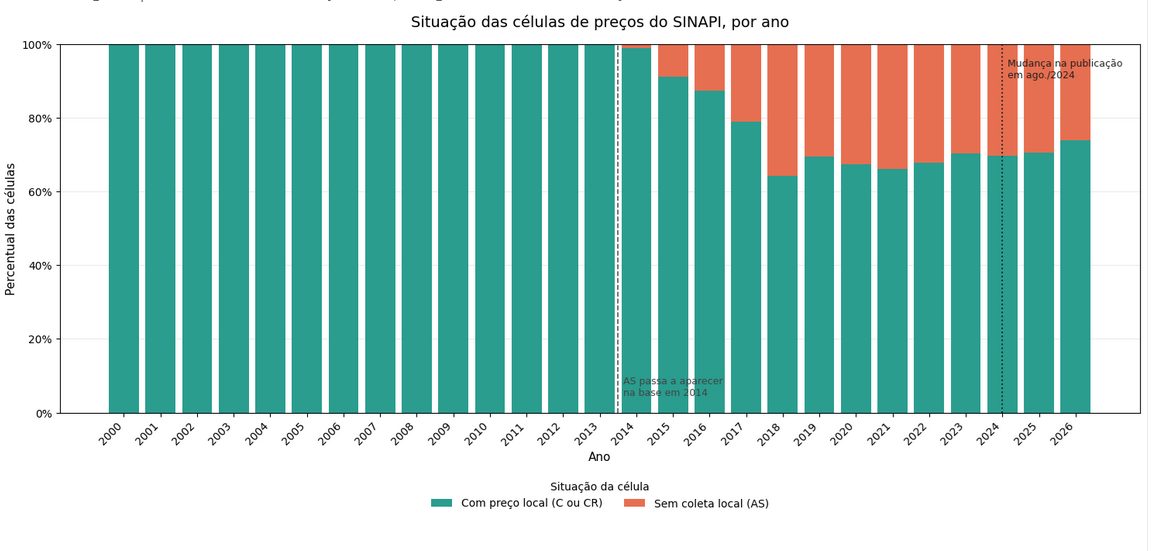 Situação das células de preços do SINAPI, por ano
100%
Mudança na publicação
em ago./2024
80%
60%
Percentual das células
40%
20%
AS passa a aparecer
na base em 2014
0%
2000 2001 2002 2003 2004 2005 2006 2007 2008 2009 2010 2011 2012 2013 2014 2015 2016 2017 2018 2019 2020 2021 2022 2023 2024 2025 2026
Ano
Situação da célula
Com preço local (C ou CR) Sem coleta local (AS)